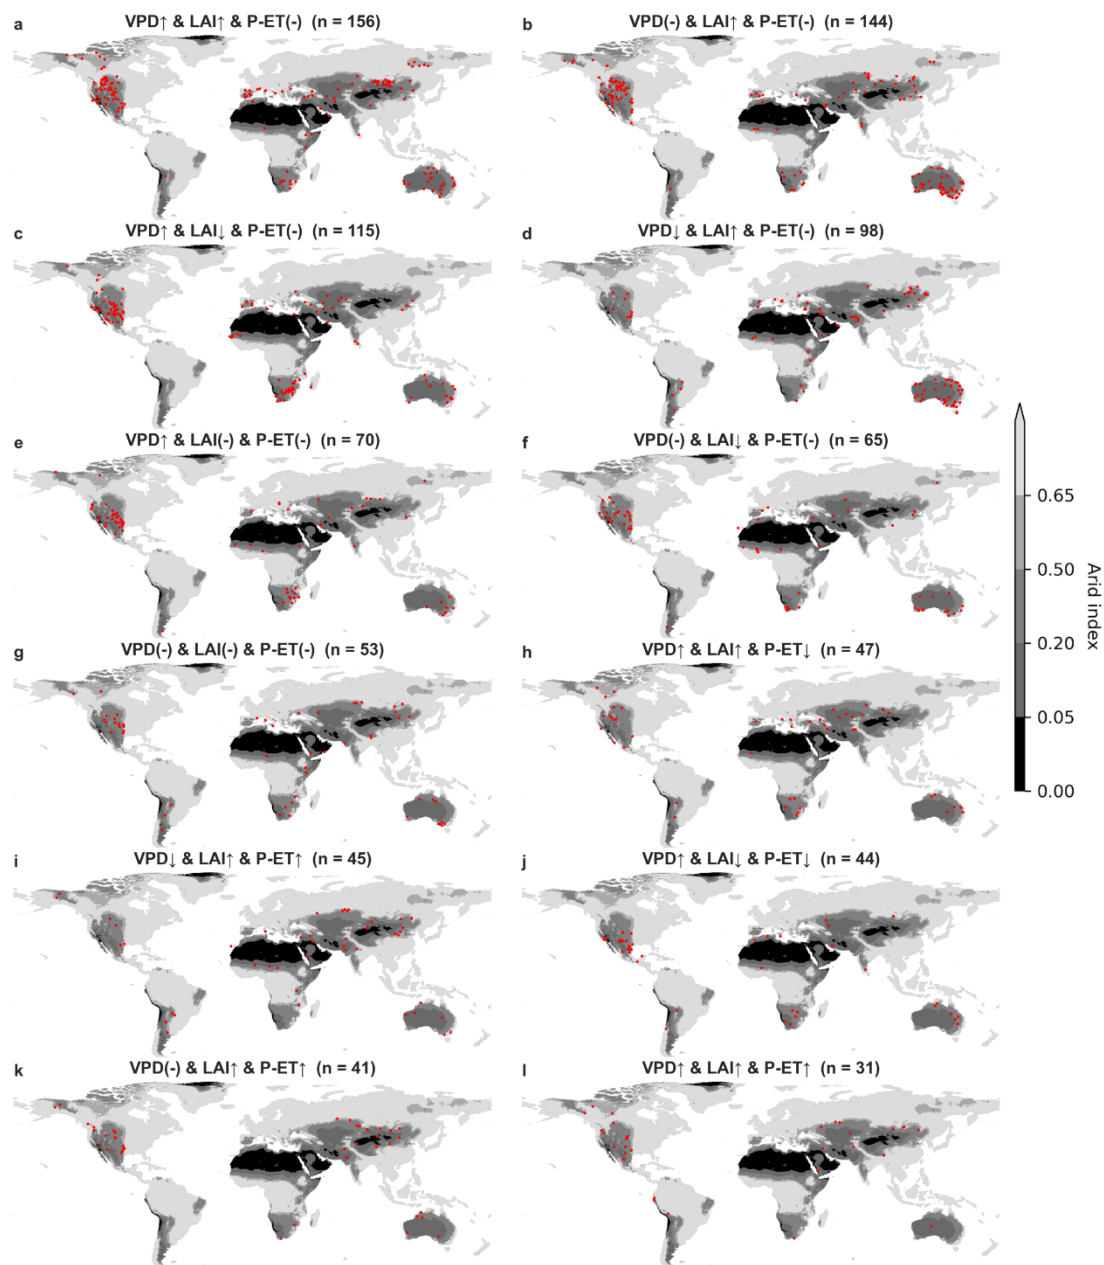 a VPD↑ & LAI↑ & P-ET(-) (n = 156)
b VPD(-) & LAI↑ & P-ET(-) (n = 144)
c VPD↑ & LAI↓ & P-ET(-) (n = 115)
d VPD↓ & LAI↑ & P-ET(-) (n = 98)
e VPD↑ & LAI(-) & P-ET(-) (n = 70)
f VPD(-) & LAI↓ & P-ET(-) (n = 65)
g VPD(-) & LAI(-) & P-ET(-) (n = 53)
h VPD↑ & LAI↑ & P-ET↓ (n = 47)
i VPD↓ & LAI↑ & P-ET↑ (n = 45)
j VPD↑ & LAI↓ & P-ET↓ (n = 44)
k VPD(-) & LAI↑ & P-ET↑ (n = 41)
l VPD↑ & LAI↑ & P-ET↑ (n = 31)
0.65
0.50
0.20
0.05
0.00
Arid index